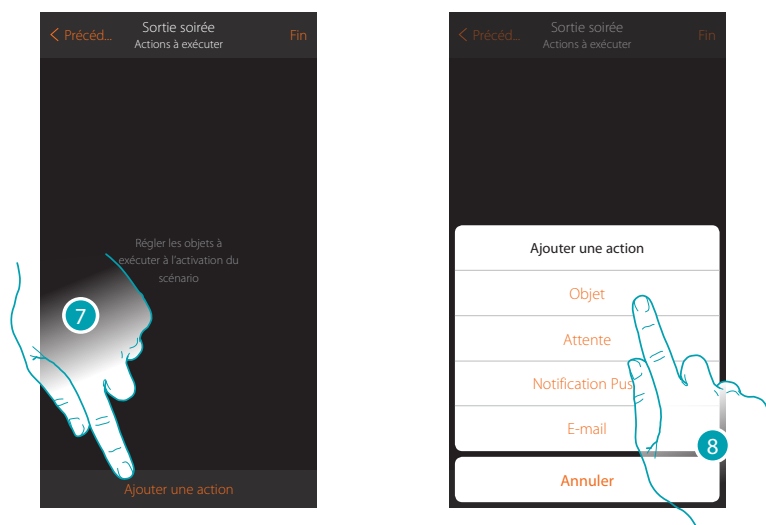 < Précéd...
Sortie soirée
Fin
Actions à exécuter
Régler les objets à
exécuter à l'activation du
scénario
7
Ajouter une action
< Précéd...
Sortie soirée
Fin
Actions à exécuter
Ajouter une action
Objet
Attente
Notification Pus
E-mail
8
Annuler